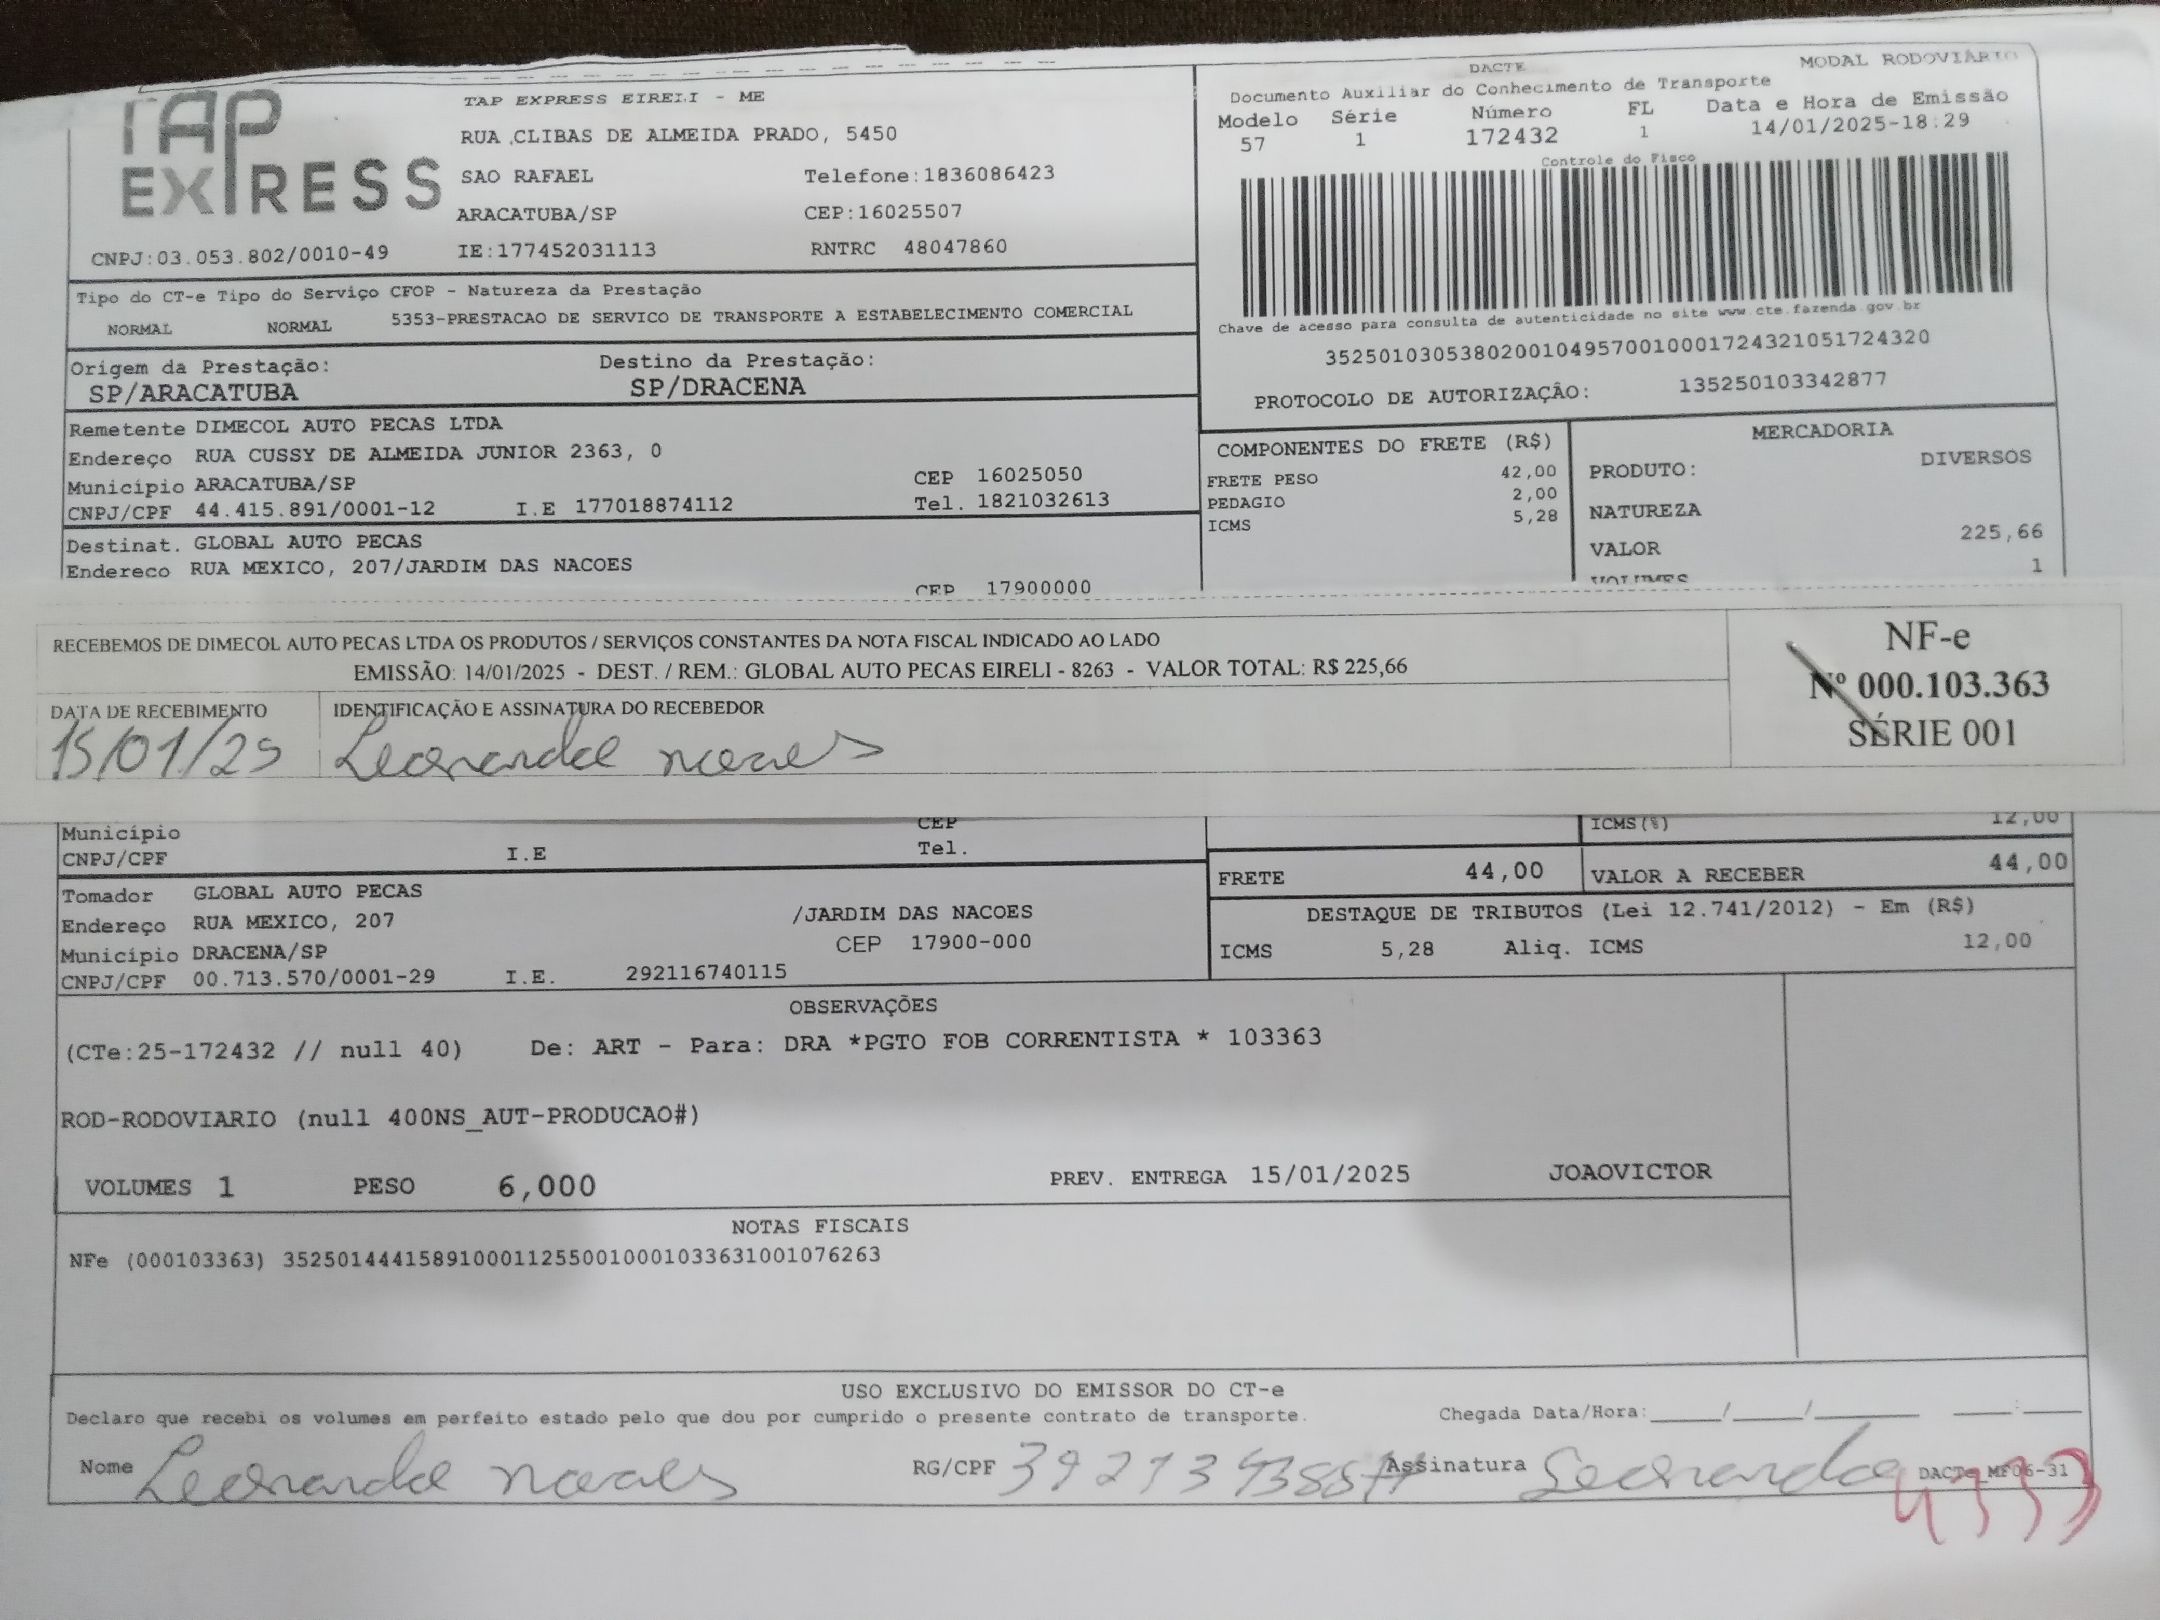 TAP EXPRESS
TAP EXPRESS EIRELI - ME
RUA CLIBAS DE ALMEIDA PRADO, 5450
SAO RAFAEL Telefone:1836086423
ARACATUBA/SP CEP:16025507
CNPJ:03.053.802/0010-49 IE:177452031113 RNTRC 48047860
DACTE MODAL RODOVIÁRIO
Documento Auxiliar do Conhecimento de Transporte
Modelo Série Número FL Data e Hora de Emissão
57 1 172432 1 14/01/2025-18:29
Controle do Fisco
Chave de acesso para consulta de autenticidade no site www.cte.fazenda.gov.br
35250103053802001049570010001724321051724320
PROTOCOLO DE AUTORIZAÇÃO: 135250103342877
Tipo do CT-e Tipo do Serviço CFOP - Natureza da Prestação
NORMAL NORMAL 5353-PRESTACAO DE SERVICO DE TRANSPORTE A ESTABELECIMENTO COMERCIAL
Origem da Prestação: Destino da Prestação:
SP/ARACATUBA SP/DRACENA
Remetente DIMECOL AUTO PECAS LTDA
Endereço RUA CUSSY DE ALMEIDA JUNIOR 2363, 0
Município ARACATUBA/SP CEP 16025050
CNPJ/CPF 44.415.891/0001-12 I.E 177018874112 Tel. 1821032613
Destinat. GLOBAL AUTO PECAS
Endereco RUA MEXICO, 207/JARDIM DAS NACOES
CEP 17900000
COMPONENTES DO FRETE (R$)
FRETE PESO 42,00
PEDAGIO 2,00
ICMS 5,28
MERCADORIA
PRODUTO: DIVERSOS
NATUREZA
VALOR 225,66
VOLUMES 1
RECEBEMOS DE DIMECOL AUTO PECAS LTDA OS PRODUTOS / SERVIÇOS CONSTANTES DA NOTA FISCAL INDICADO AO LADO
EMISSÃO: 14/01/2025 - DEST. / REM.: GLOBAL AUTO PECAS EIRELI - 8263 - VALOR TOTAL: R$ 225,66
DATA DE RECEBIMENTO IDENTIFICAÇÃO E ASSINATURA DO RECEBEDOR
15/01/25 Leonardo
NF-e
Nº 000.103.363
SÉRIE 001
Município CEP
CNPJ/CPF I.E Tel.
ICMS(%) 12,00
FRETE 44,00 VALOR A RECEBER 44,00
Tomador GLOBAL AUTO PECAS
Endereço RUA MEXICO, 207 /JARDIM DAS NACOES
Município DRACENA/SP CEP 17900-000
CNPJ/CPF 00.713.570/0001-29 I.E. 292116740115
DESTAQUE DE TRIBUTOS (Lei 12.741/2012) - Em (R$)
ICMS 5,28 Aliq. ICMS 12,00
OBSERVAÇÕES
(CTe:25-172432 // null 40) De: ART - Para: DRA *PGTO FOB CORRENTISTA * 103363
ROD-RODOVIARIO (null 400NS_AUT-PRODUCAO#)
VOLUMES 1 PESO 6,000 PREV. ENTREGA 15/01/2025 JOAOVICTOR
NOTAS FISCAIS
NFe (000103363) 35250144415891000112550010001033631001076263
USO EXCLUSIVO DO EMISSOR DO CT-e
Declaro que recebi os volumes em perfeito estado pelo que dou por cumprido o presente contrato de transporte. Chegada Data/Hora:____/____/______ ___:___
Nome Leonardo RG/CPF Assinatura Leonardo DACTe_MF06-31
4333